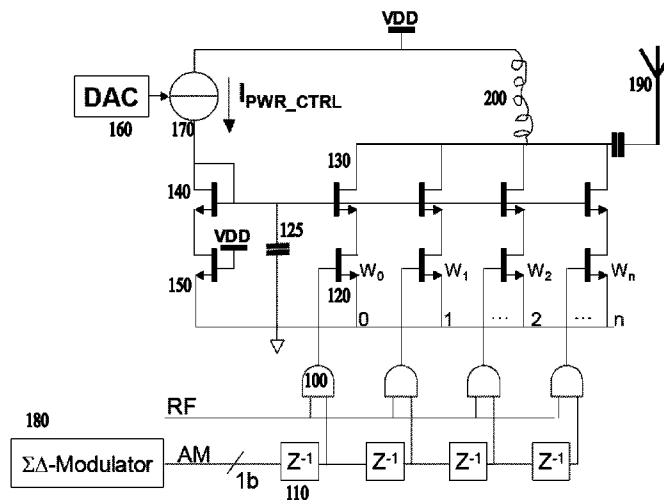 VDD
190
DAC
I_PWR_CTRL
200
160
170
130
140
125
VDD
150
120
W₀
W₁
W₂
Wₙ
0
1
...
2
...
n
100
RF
180
ΣΔ-Modulator
AM
1b
Z⁻¹
Z⁻¹
Z⁻¹
Z⁻¹
110